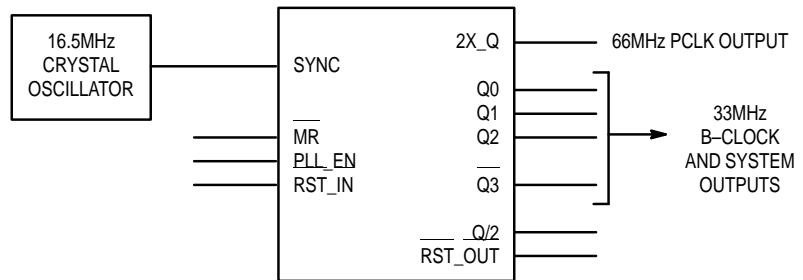 16.5MHz
CRYSTAL
OSCILLATOR
SYNC
MR
PLL_EN
RST_IN
2X_Q
Q0
Q1
Q2
Q3
Q/2
RST_OUT
66MHz PCLK OUTPUT
33MHz
B–CLOCK
AND SYSTEM
OUTPUTS